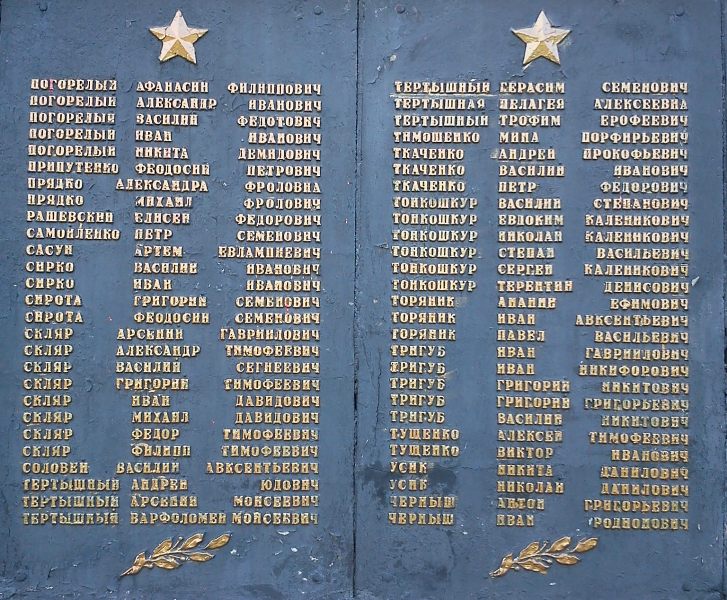 ПОГОРЕЛЫЙ АФАНАСИЙ ФИЛИППОВИЧ
ПОГОРЕЛЫЙ АЛЕКСАНДР ИВАНОВИЧ
ПОГОРЕЛЫЙ ВАСИЛИЙ ФЕДОТОВИЧ
ПОГОРЕЛЫЙ ИВАН ИВАНОВИЧ
ПОГОРЕЛЫЙ НИКИТА ДЕМИДОВИЧ
ПРИПУТЕНКО ФЕОДОСИЙ ПЕТРОВИЧ
ПРЯДКО АЛЕКСАНДРА ФРОЛОВНА
ПРЯДКО МИХАИЛ ФРОЛОВИЧ
РАШЕВСКИЙ ЕЛИСЕЙ ФЕДОРОВИЧ
САМОЙЛЕНКО ПЕТР СЕМЕНОВИЧ
САСУН АРТЕМ ЕВЛАМПИЕВИЧ
СИРКО ВАСИЛИЙ ИВАНОВИЧ
СИРКО ИВАН ИВАНОВИЧ
СИРОТА ГРИГОРИЙ СЕМЕНОВИЧ
СИРОТА ФЕОДОСИЙ СЕМЕНОВИЧ
СКЛЯР АРСЕНИЙ ГАВРИИЛОВИЧ
СКЛЯР АЛЕКСАНДР ТИМОФЕЕВИЧ
СКЛЯР ВАСИЛИЙ СЕГНЕЕВИЧ
СКЛЯР ГРИГОРИЙ ТИМОФЕЕВИЧ
СКЛЯР ИВАН ДАВИДОВИЧ
СКЛЯР МИХАИЛ ДАВИДОВИЧ
СКЛЯР ФЕДОР ТИМОФЕЕВИЧ
СКЛЯР ФИЛИПП ТИМОФЕЕВИЧ
СОЛОВЕЙ ВАСИЛИЙ АВКСЕНТЬЕВИЧ
ТЕРТЫШНЫЙ АНДРЕЙ ЮДОВИЧ
ТЕРТЫШНЫЙ АРСЕНИЙ МОИСЕЕВИЧ
ТЕРТЫШНЫЙ ВАРФОЛОМЕЙ МОИСЕЕВИЧ
ТЕРТЫШНЫЙ ГЕРАСИМ СЕМЕНОВИЧ
ТЕРТЫШНАЯ ПЕЛАГЕЯ АЛЕКСЕЕВНА
ТЕРТЫШНЫЙ ТРОФИМ ЕРОФЕЕВИЧ
ТИМОШЕНКО МИНА ПОРФИРЬЕВИЧ
ТКАЧЕНКО АНДРЕЙ ПРОКОФЬЕВИЧ
ТКАЧЕНКО ВАСИЛИЙ ИВАНОВИЧ
ТКАЧЕНКО ПЕТР ФЕДОРОВИЧ
ТОНКОШКУР ВАСИЛИЙ СТЕПАНОВИЧ
ТОНКОШКУР ЕВДОКИМ КАЛЕНИКОВИЧ
ТОНКОШКУР НИКОЛАЙ КАЛЕНИКОВИЧ
ТОНКОШКУР СТЕПАН ВАСИЛЬЕВИЧ
ТОНКОШКУР СЕРГЕЙ КАЛЕНИКОВИЧ
ТОНКОШКУР ТЕРЕНТИЙ ДЕНИСОВИЧ
ТОРЯНИК АНАНИЙ ЕФИМОВИЧ
ТОРЯНИК ИВАН АВКСЕНТЬЕВИЧ
ТОРЯНИК ПАВЕЛ ВАСИЛЬЕВИЧ
ТРИГУБ ИВАН ГАВРИИЛОВИЧ
ТРИГУБ ИВАН НИКИФОРОВИЧ
ТРИГУБ ГРИГОРИЙ НИКИТОВИЧ
ТРИГУБ ГРИГОРИЙ ГРИГОРЬЕВИЧ
ТРИГУБ ВАСИЛИЙ НИКИТОВИЧ
ТУЩЕНКО АЛЕКСЕЙ ТИМОФЕЕВИЧ
ТУЩЕНКО ВИКТОР ИВАНОВИЧ
УСИК НИКИТА ДАНИЛОВИЧ
УСИК НИКОЛАЙ ДАНИЛОВИЧ
ЧЕРНЫШ АНТОН ГРИГОРЬЕВИЧ
ЧЕРНЫШ ИВАН РОДИОНОВИЧ